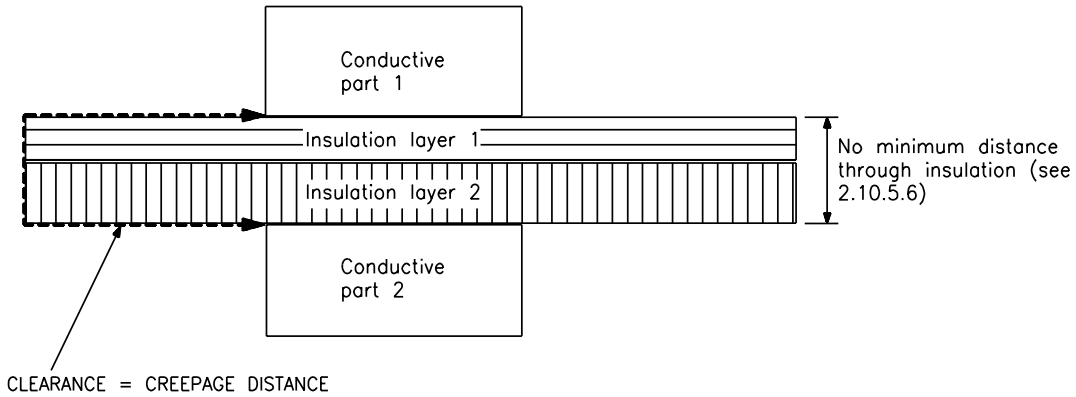 Conductive
part 1
Insulation layer 1
No minimum distance
through insulation (see
2.10.5.6)
Insulation layer 2
Conductive
part 2
CLEARANCE = CREEPAGE DISTANCE